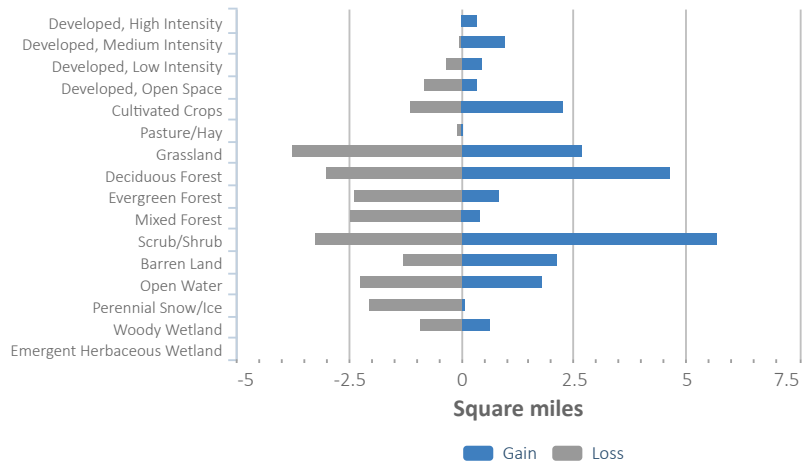 Developed, High Intensity
Developed, Medium Intensity
Developed, Low Intensity
Developed, Open Space
Cultivated Crops
Pasture/Hay
Grassland
Deciduous Forest
Evergreen Forest
Mixed Forest
Scrub/Shrub
Barren Land
Open Water
Perennial Snow/Ice
Woody Wetland
Emergent Herbaceous Wetland
-5 -2.5 0 2.5 5 7.5
Square miles
Gain Loss